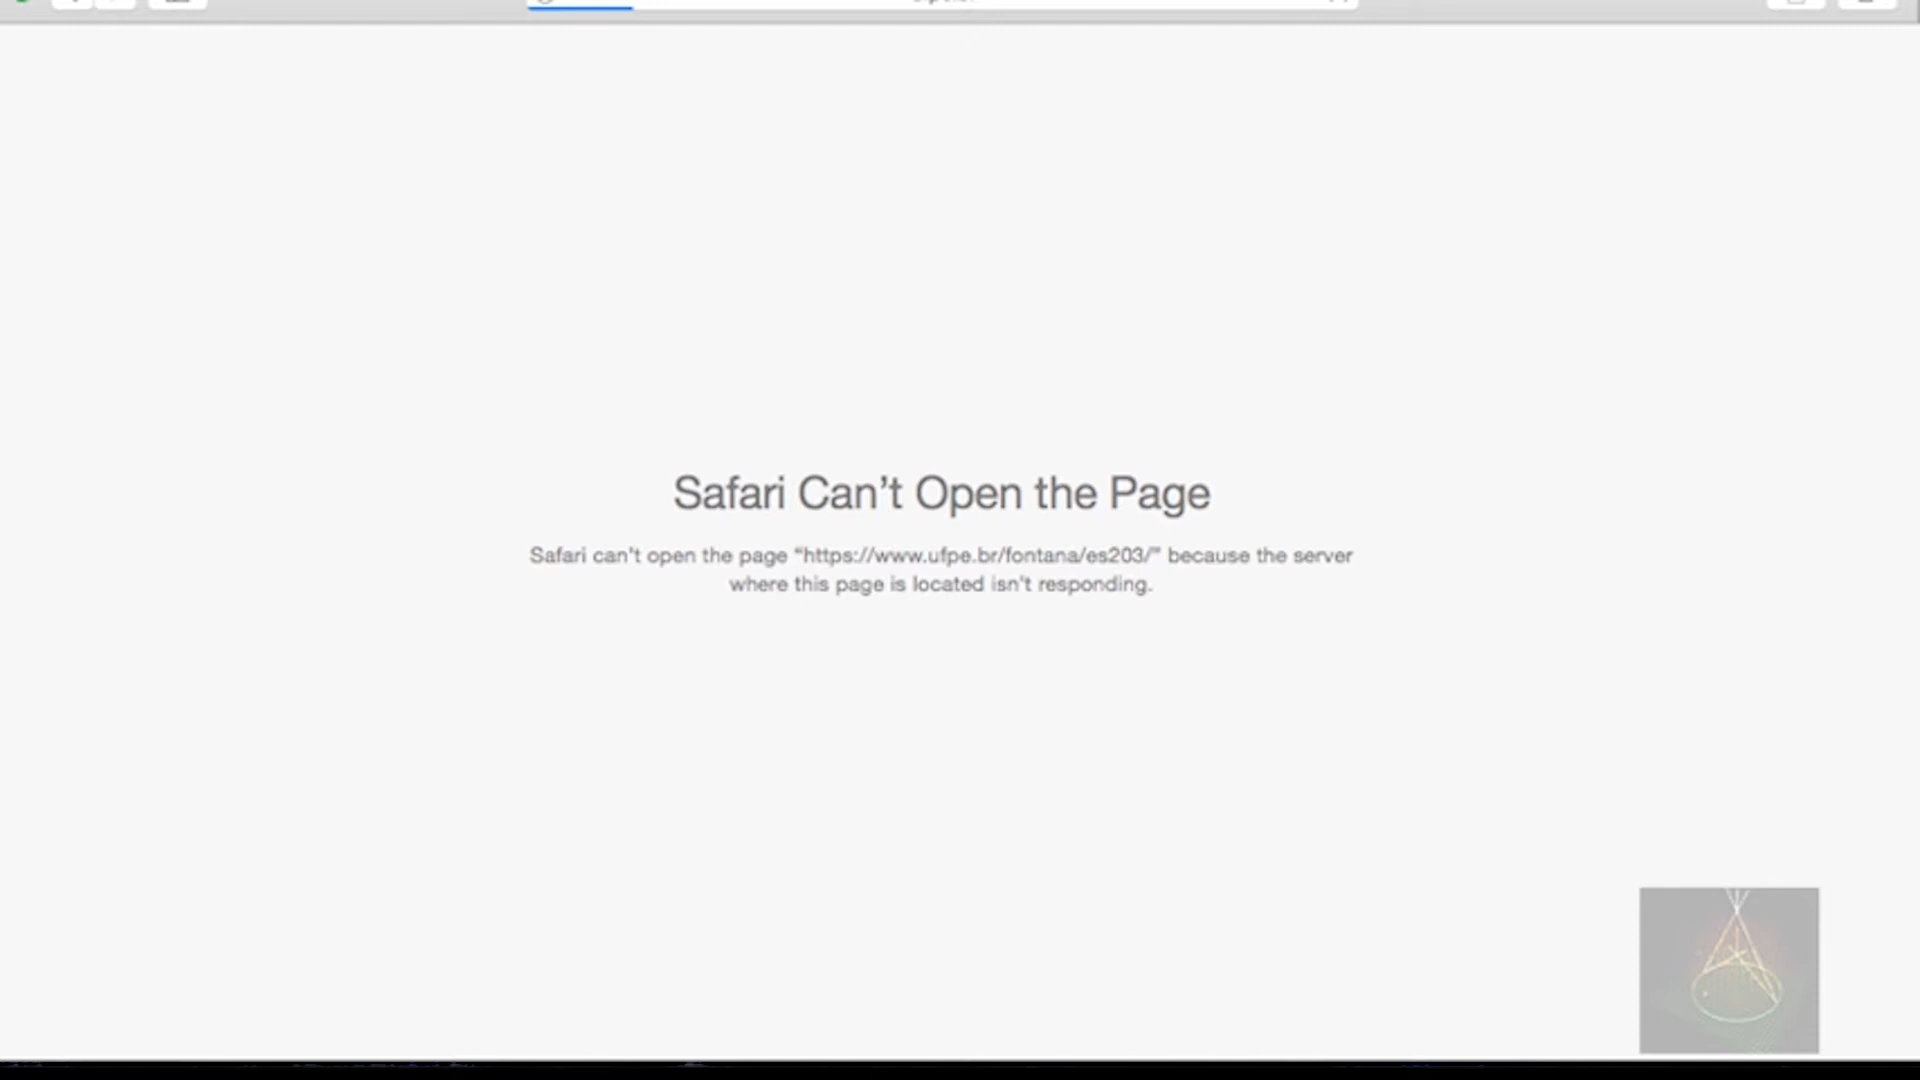 Safari Can't Open the Page
Safari can't open the page “https://www.ufpe.br/fontana/es203/” because the server
where this page is located isn't responding.